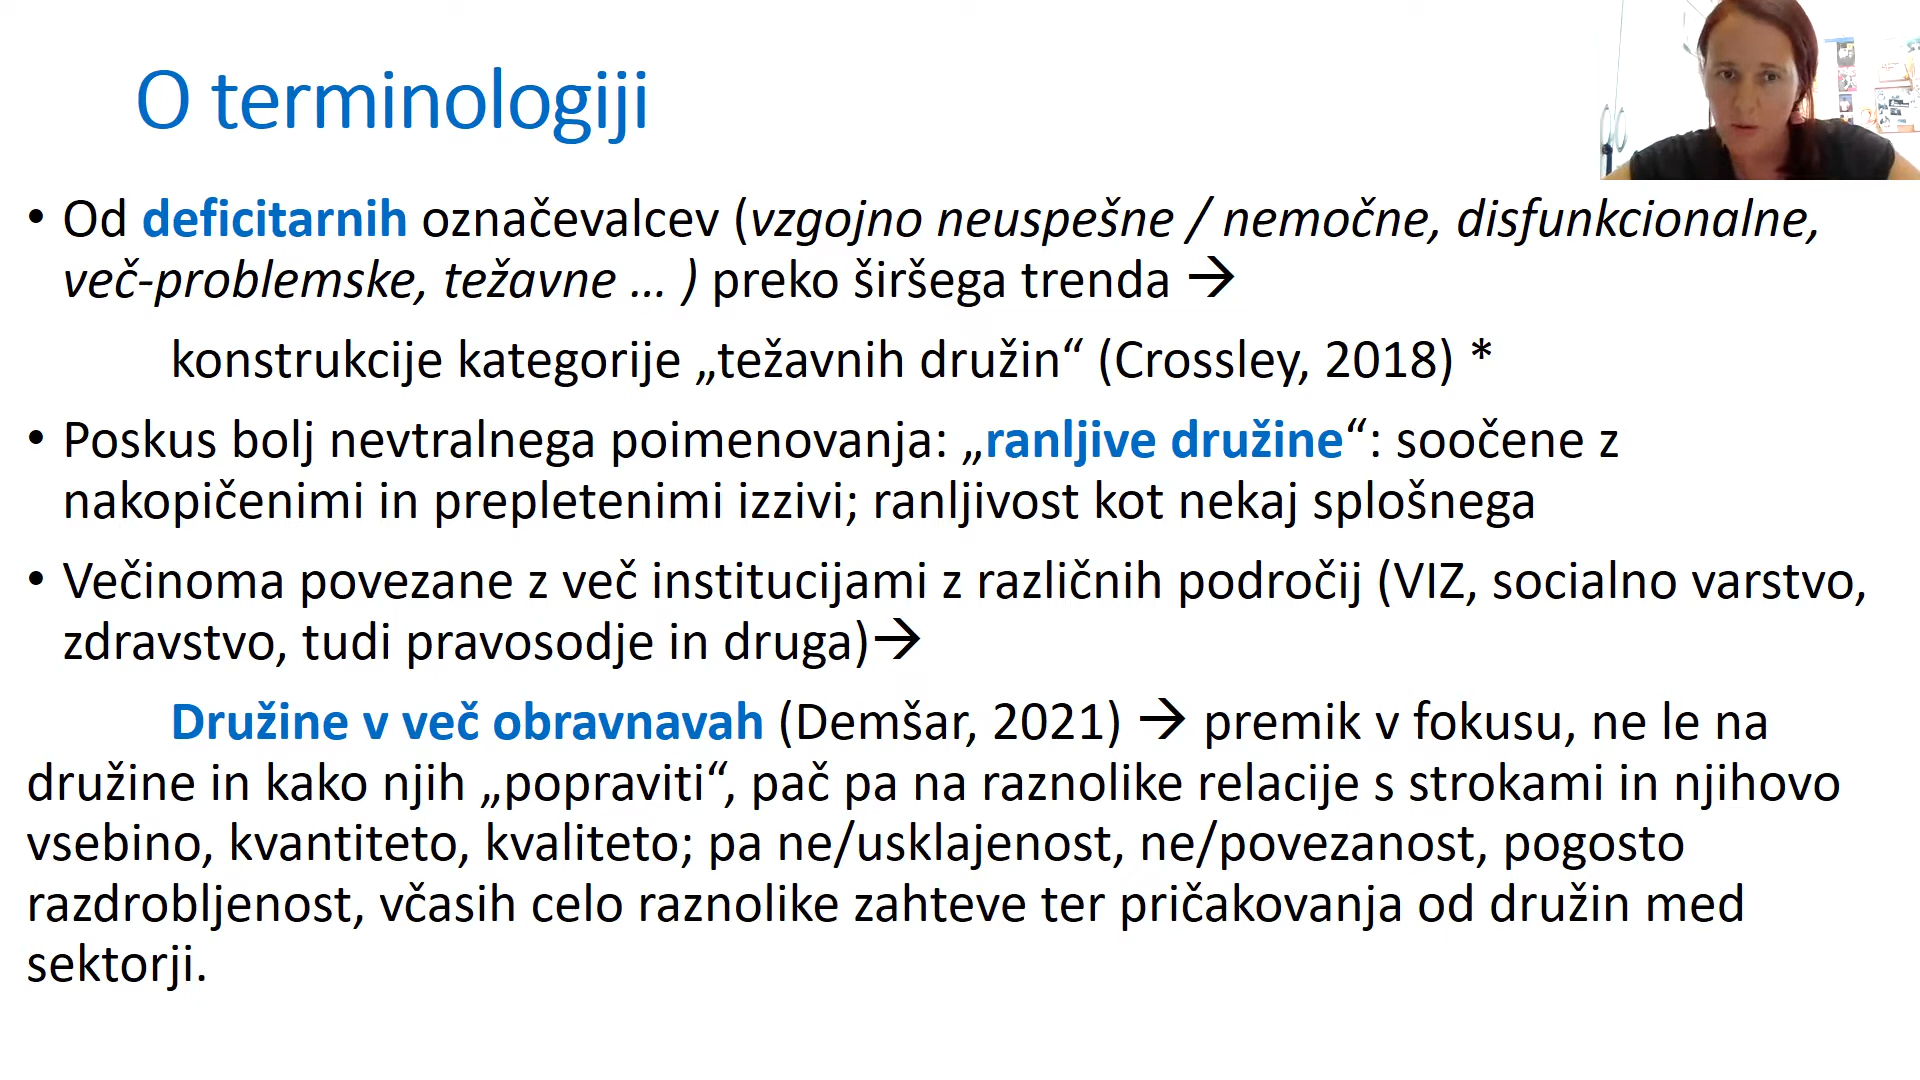 O terminologiji
• Od deficitarnih označevalcev (vzgojno neuspešne / nemočne, disfunkcionalne,
več-problemske, težavne ... ) preko širšega trenda →
konstrukcije kategorije „težavnih družin“ (Crossley, 2018) *
• Poskus bolj nevtralnega poimenovanja: „ranljive družine“: soočene z
nakopičenimi in prepletenimi izzivi; ranljivost kot nekaj splošnega
• Večinoma povezane z več institucijami z različnih področij (VIZ, socialno varstvo,
zdravstvo, tudi pravosodje in druga)→
Družine v več obravnavah (Demšar, 2021) → premik v fokusu, ne le na
družine in kako njih „popraviti“, pač pa na raznolike relacije s strokami in njihovo
vsebino, kvantiteto, kvaliteto; pa ne/usklajenost, ne/povezanost, pogosto
razdrobljenost, včasih celo raznolike zahteve ter pričakovanja od družin med
sektorji.